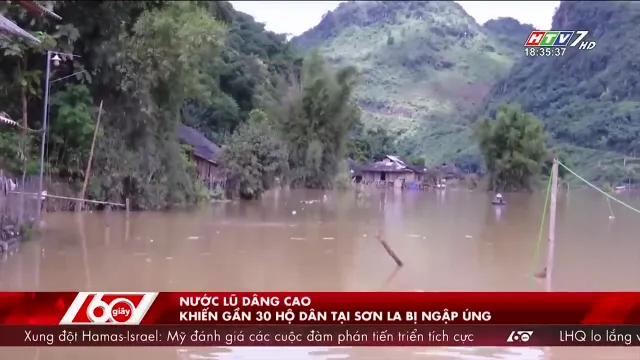 HTV7 HD
18:35:37
60 giây
NƯỚC LŨ DÂNG CAO
KHIẾN GẦN 30 HỘ DÂN TẠI SƠN LA BỊ NGẬP ÚNG
Xung đột Hamas-Israel: Mỹ đánh giá các cuộc đàm phán tiến triển tích cực 60 LHQ lo lắng